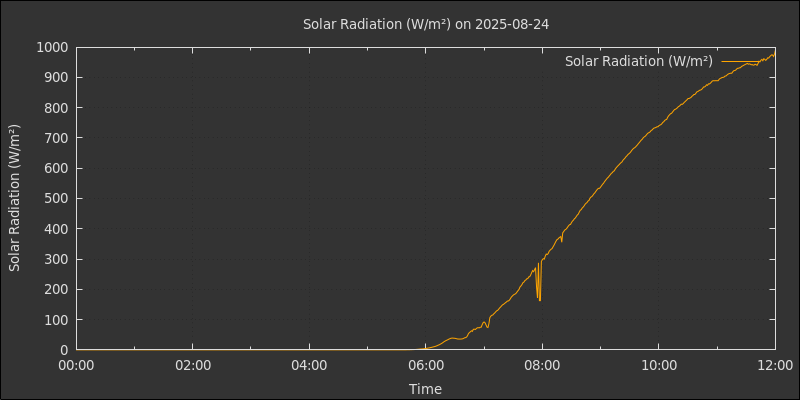 Solar Radiation (W/m²) on 2025-08-24
Solar Radiation (W/m²)
Solar Radiation (W/m²)
1000
900
800
700
600
500
400
300
200
100
0
00:00 02:00 04:00 06:00 08:00 10:00 12:00
Time